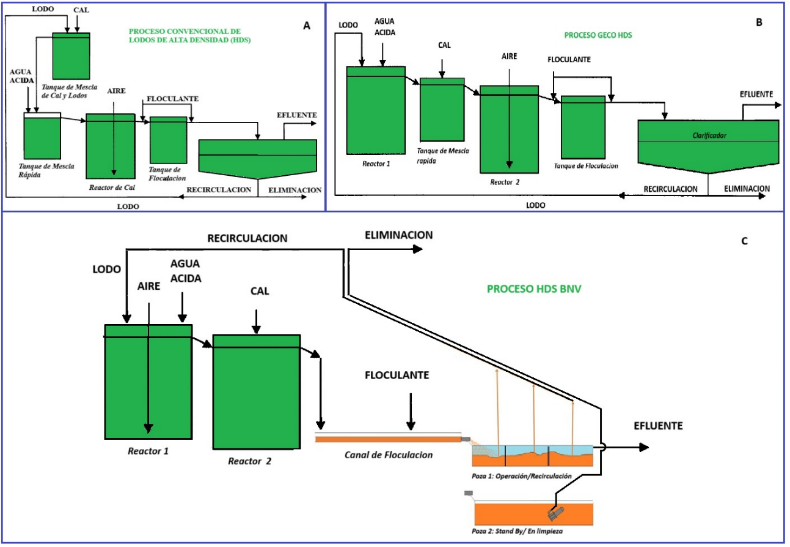 LODO
CAL
A
PROCESO CONVENCIONAL DE
LODOS DE ALTA DENSIDAD (HDS)
Tanque de Mescla
de Cal y Lodos
AGUA
ACIDA
AIRE
FLOCULANTE
EFLUENTE
Tanque de Mescla
Rápida
Reactor de Cal
Tanque de
Floculacion
RECIRCULACION
ELIMINACION
LODO
B
PROCESO GECO HDS
LODO
AGUA
ACIDA
CAL
AIRE
FLOCULANTE
EFLUENTE
Clarificador
Reactor 1
Tanque de Mescla
rapida
Reactor 2
Tanque de Floculacion
RECIRCULACION
ELIMINACION
LODO
C
PROCESO HDS BNV
RECIRCULACION
ELIMINACION
LODO
AIRE
AGUA
ACIDA
CAL
FLOCULANTE
EFLUENTE
Reactor 1
Reactor 2
Canal de Floculacion
Poza 1: Operación/Recirculación
Poza 2: Stand By/ En limpieza